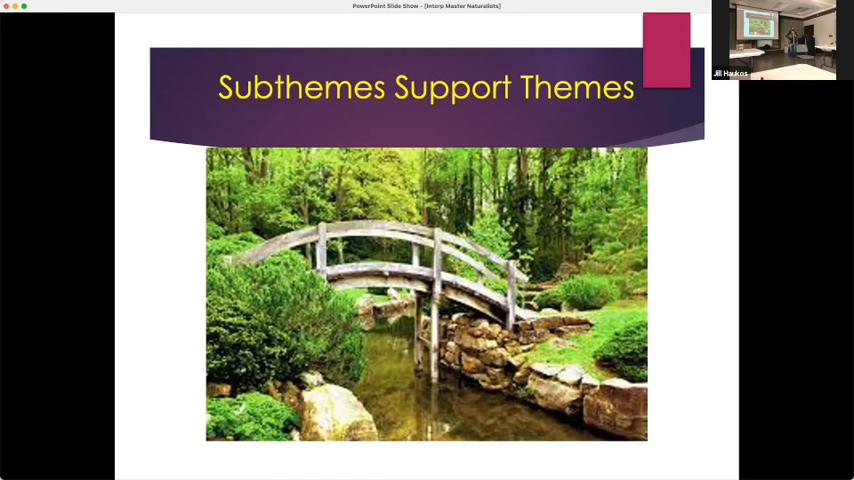 PowerPoint Slide Show - [Interp Master Naturalists]
Subthemes Support Themes
Jill Haukos